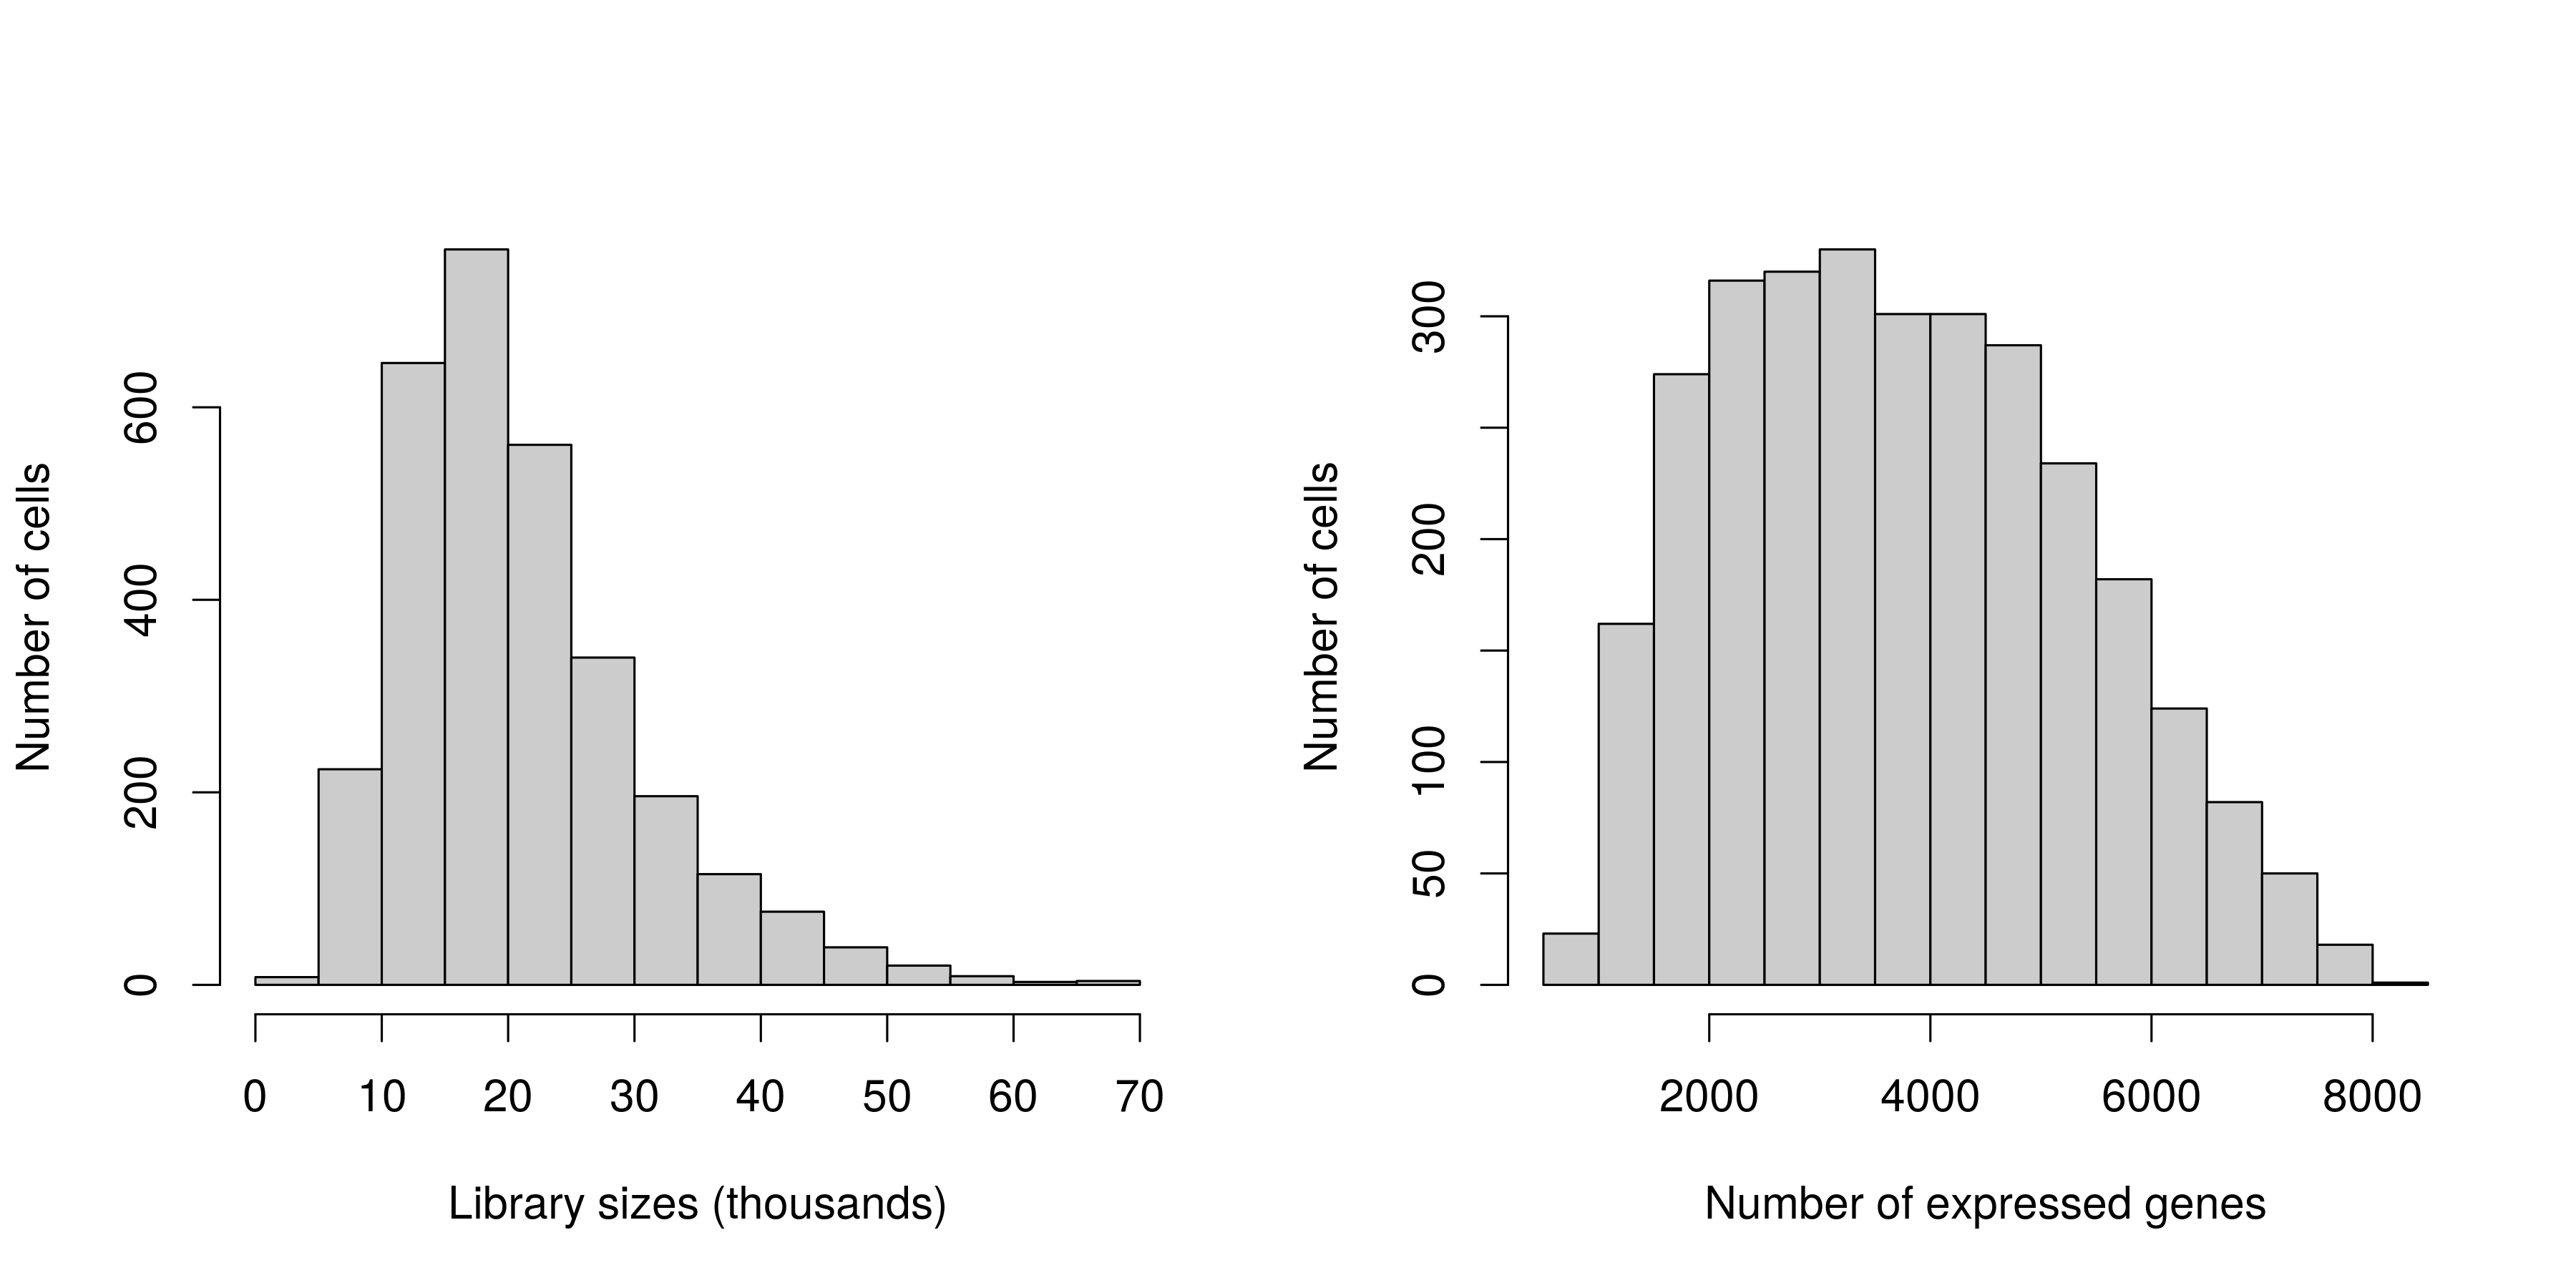 Number of cells
0 200 400 600
0 10 20 30 40 50 60 70
Library sizes (thousands)
Number of cells
0 50 100 200 300
2000 4000 6000 8000
Number of expressed genes